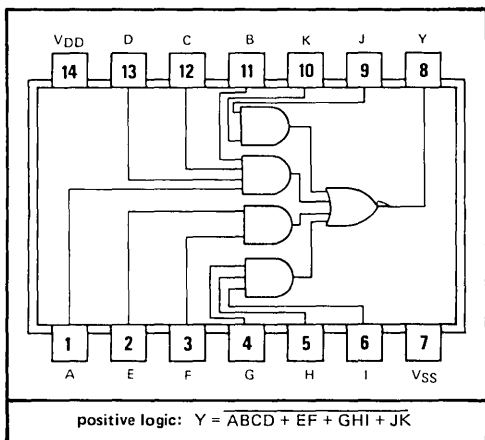 VDD D C B K J Y
14 13 12 11 10 9 8
1 2 3 4 5 6 7
A E F G H I VSS
positive logic: Y = ABCD + EF + GHI + JK